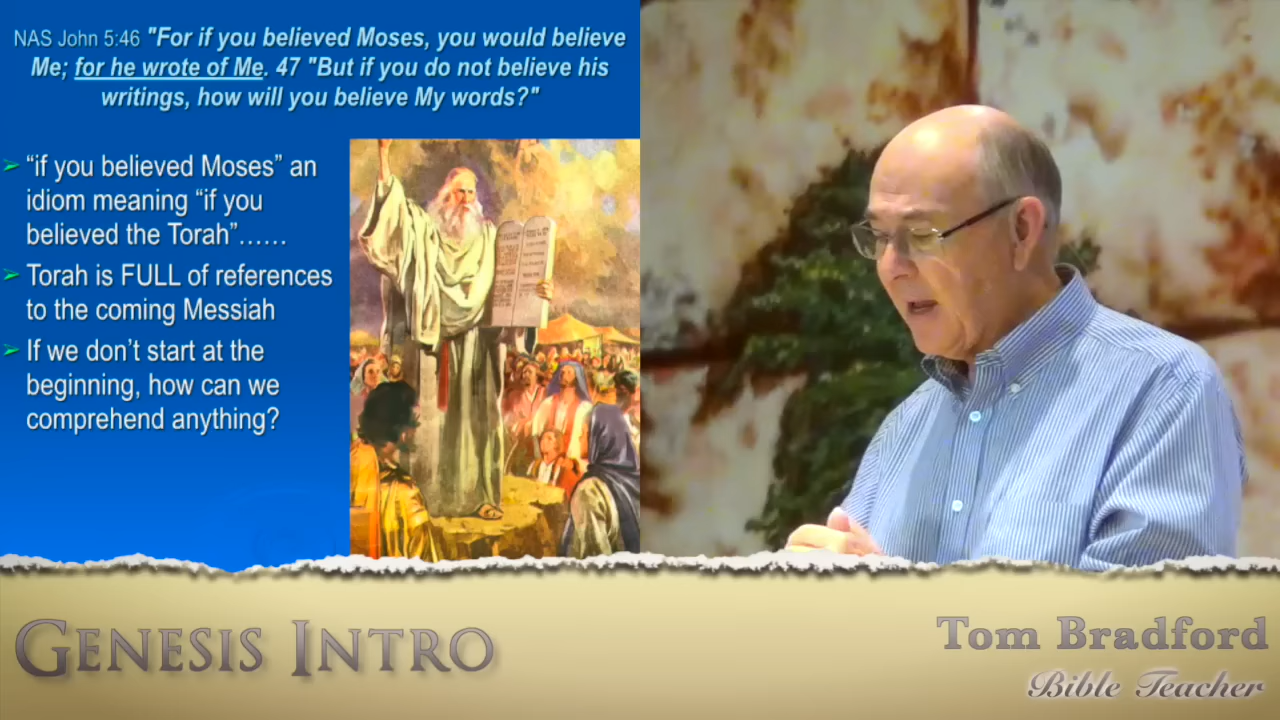 NAS John 5:46 "For if you believed Moses, you would believe
Me; for he wrote of Me. 47 "But if you do not believe his
writings, how will you believe My words?"
➢ “if you believed Moses” an
idiom meaning “if you
believed the Torah”……
➢ Torah is FULL of references
to the coming Messiah
➢ If we don’t start at the
beginning, how can we
comprehend anything?
Genesis Intro
Tom Bradford
Bible Teacher